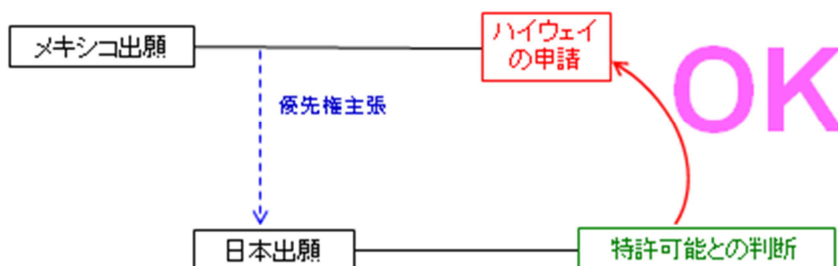 メキシコ出願
ハイウェイ
の申請
OK
優先権主張
日本出願
特許可能との判断